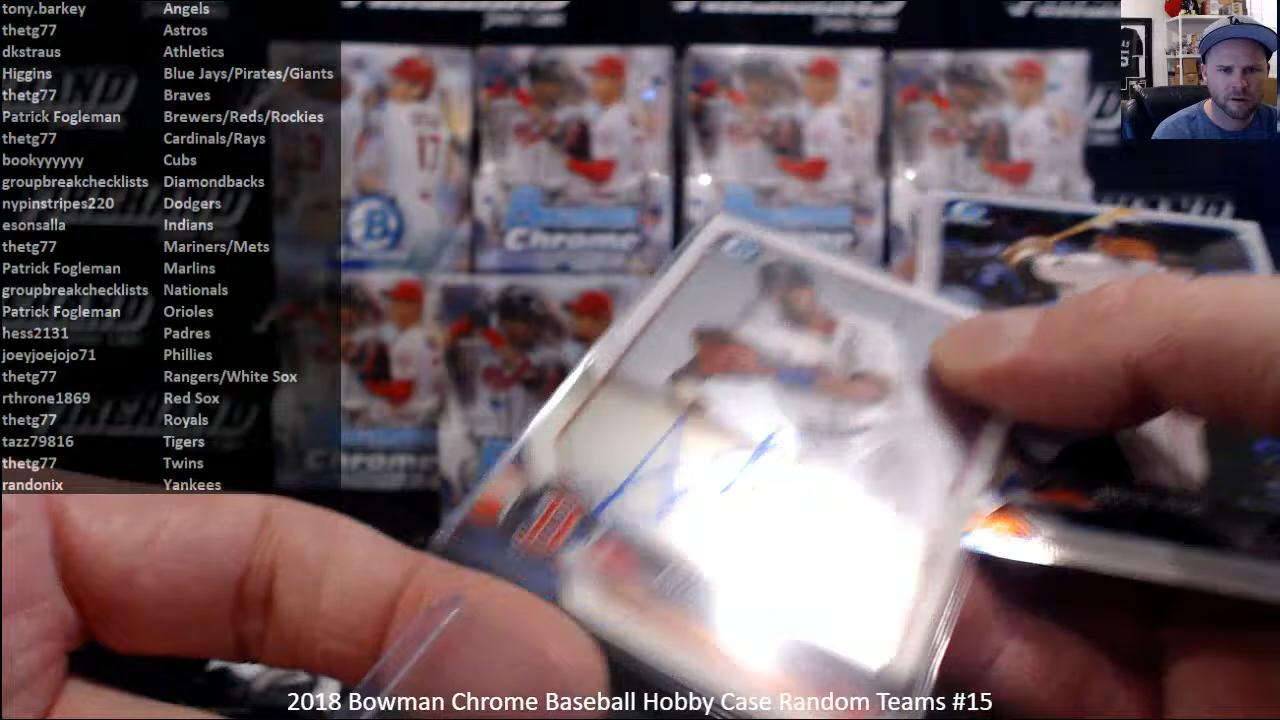 tony.barkey Angels
thetg77 Astros
dkstraus Athletics
Higgins Blue Jays/Pirates/Giants
thetg77 Braves
Patrick Fogleman Brewers/Reds/Rockies
thetg77 Cardinals/Rays
bookyyyyyy Cubs
groupbreakchecklists Diamondbacks
nypinstripes220 Dodgers
esonsalla Indians
thetg77 Mariners/Mets
Patrick Fogleman Marlins
groupbreakchecklists Nationals
Patrick Fogleman Orioles
hess2131 Padres
joeyjoejojo71 Phillies
thetg77 Rangers/White Sox
rthrone1869 Red Sox
thetg77 Royals
tazz79816 Tigers
thetg77 Twins
randonix Yankees
17
B
Chrome
Chrome
2018 Bowman Chrome Baseball Hobby Case Random Teams #15